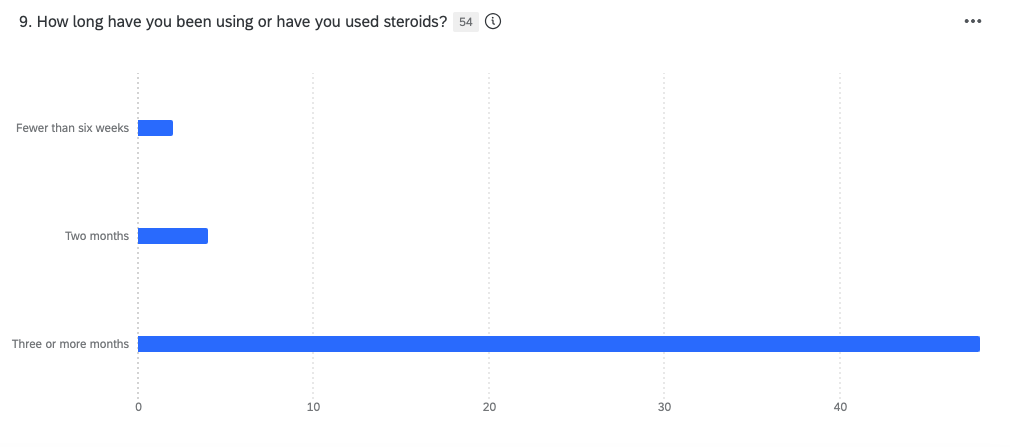 9. How long have you been using or have you used steroids? 54
Fewer than six weeks
Two months
Three or more months
0 10 20 30 40